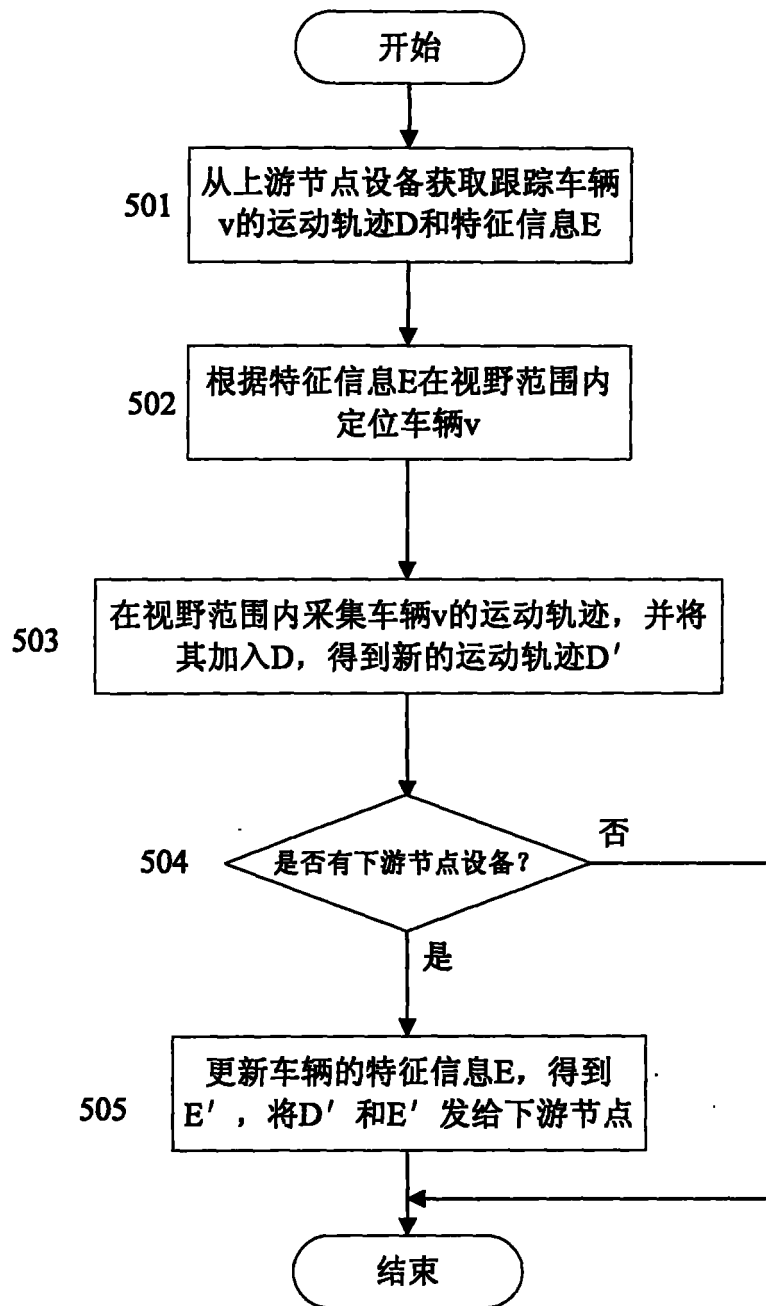 开始
501
从上游节点设备获取跟踪车辆
v的运动轨迹D和特征信息E
502
根据特征信息E在视野范围内
定位车辆v
503
在视野范围内采集车辆v的运动轨迹，并将
其加入D，得到新的运动轨迹D′
504
是否有下游节点设备？
否
是
505
更新车辆的特征信息E，得到
E′，将D′和E′发给下游节点
结束